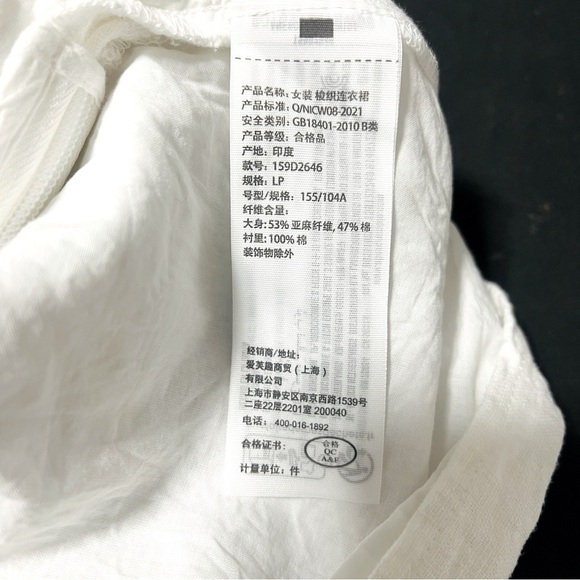 产品名称: 女装 梭织连衣裙
产品标准: Q/NICW08-2021
安全类别: GB18401-2010 B类
产品等级: 合格品
产地: 印度
款号: 159D2646
规格: LP
号型/规格: 155/104A
纤维含量:
大身: 53% 亚麻纤维, 47% 棉
衬里: 100% 棉
装饰物除外
经销商/地址:
爱芙趣商贸 ( 上海 )
有限公司
上海市静安区南京西路1539号
二座22层2201室 200040
电话: 400-016-1892
合格证书:
合格
QC
A&F
计量单位: 件